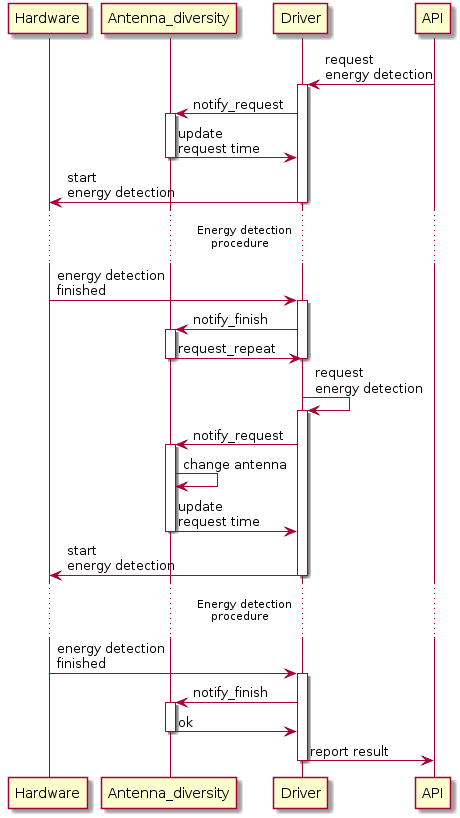 Hardware
Antenna_diversity
Driver
API
request
energy detection
notify_request
update
request time
start
energy detection
Energy detection
procedure
energy detection
finished
notify_finish
request_repeat
request
energy detection
notify_request
change antenna
update
request time
start
energy detection
Energy detection
procedure
energy detection
finished
notify_finish
ok
report result
Hardware
Antenna_diversity
Driver
API